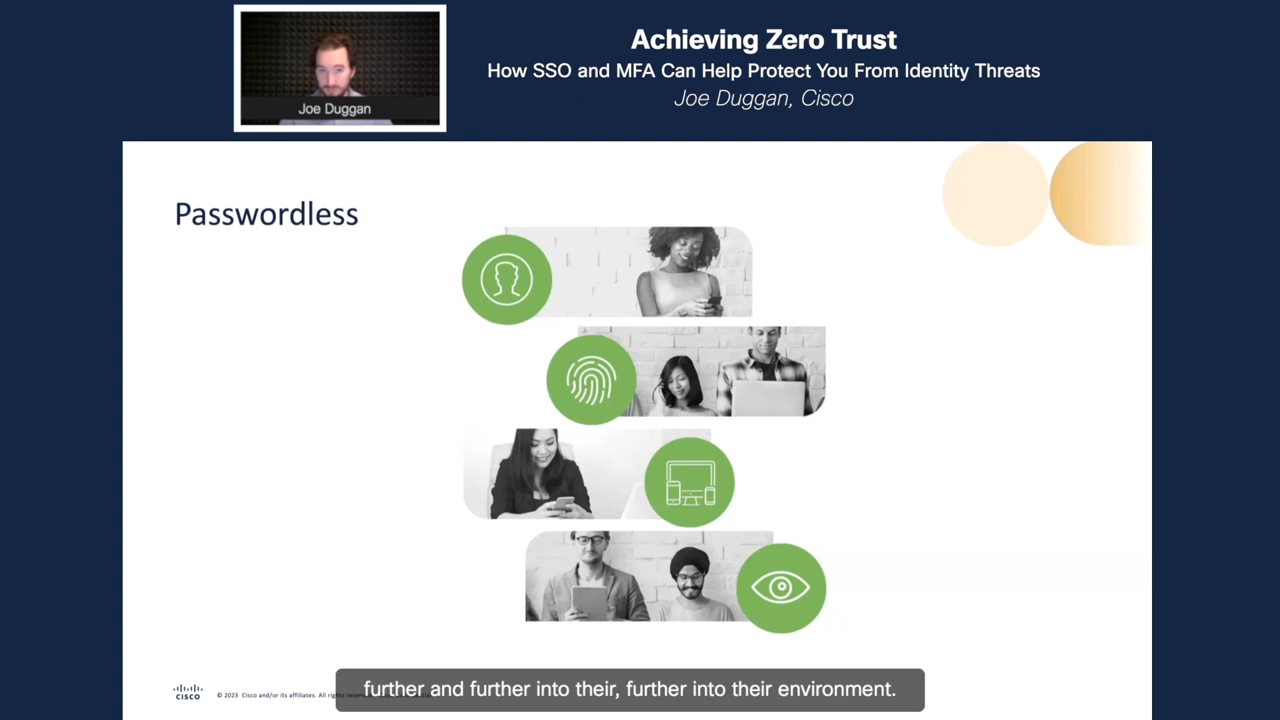 Achieving Zero Trust
How SSO and MFA Can Help Protect You From Identity Threats
Joe Duggan, Cisco
Joe Duggan
Passwordless
CISCO
© 2023 Cisco and/or its affiliates. All rights
further and further into their, further into their environment.